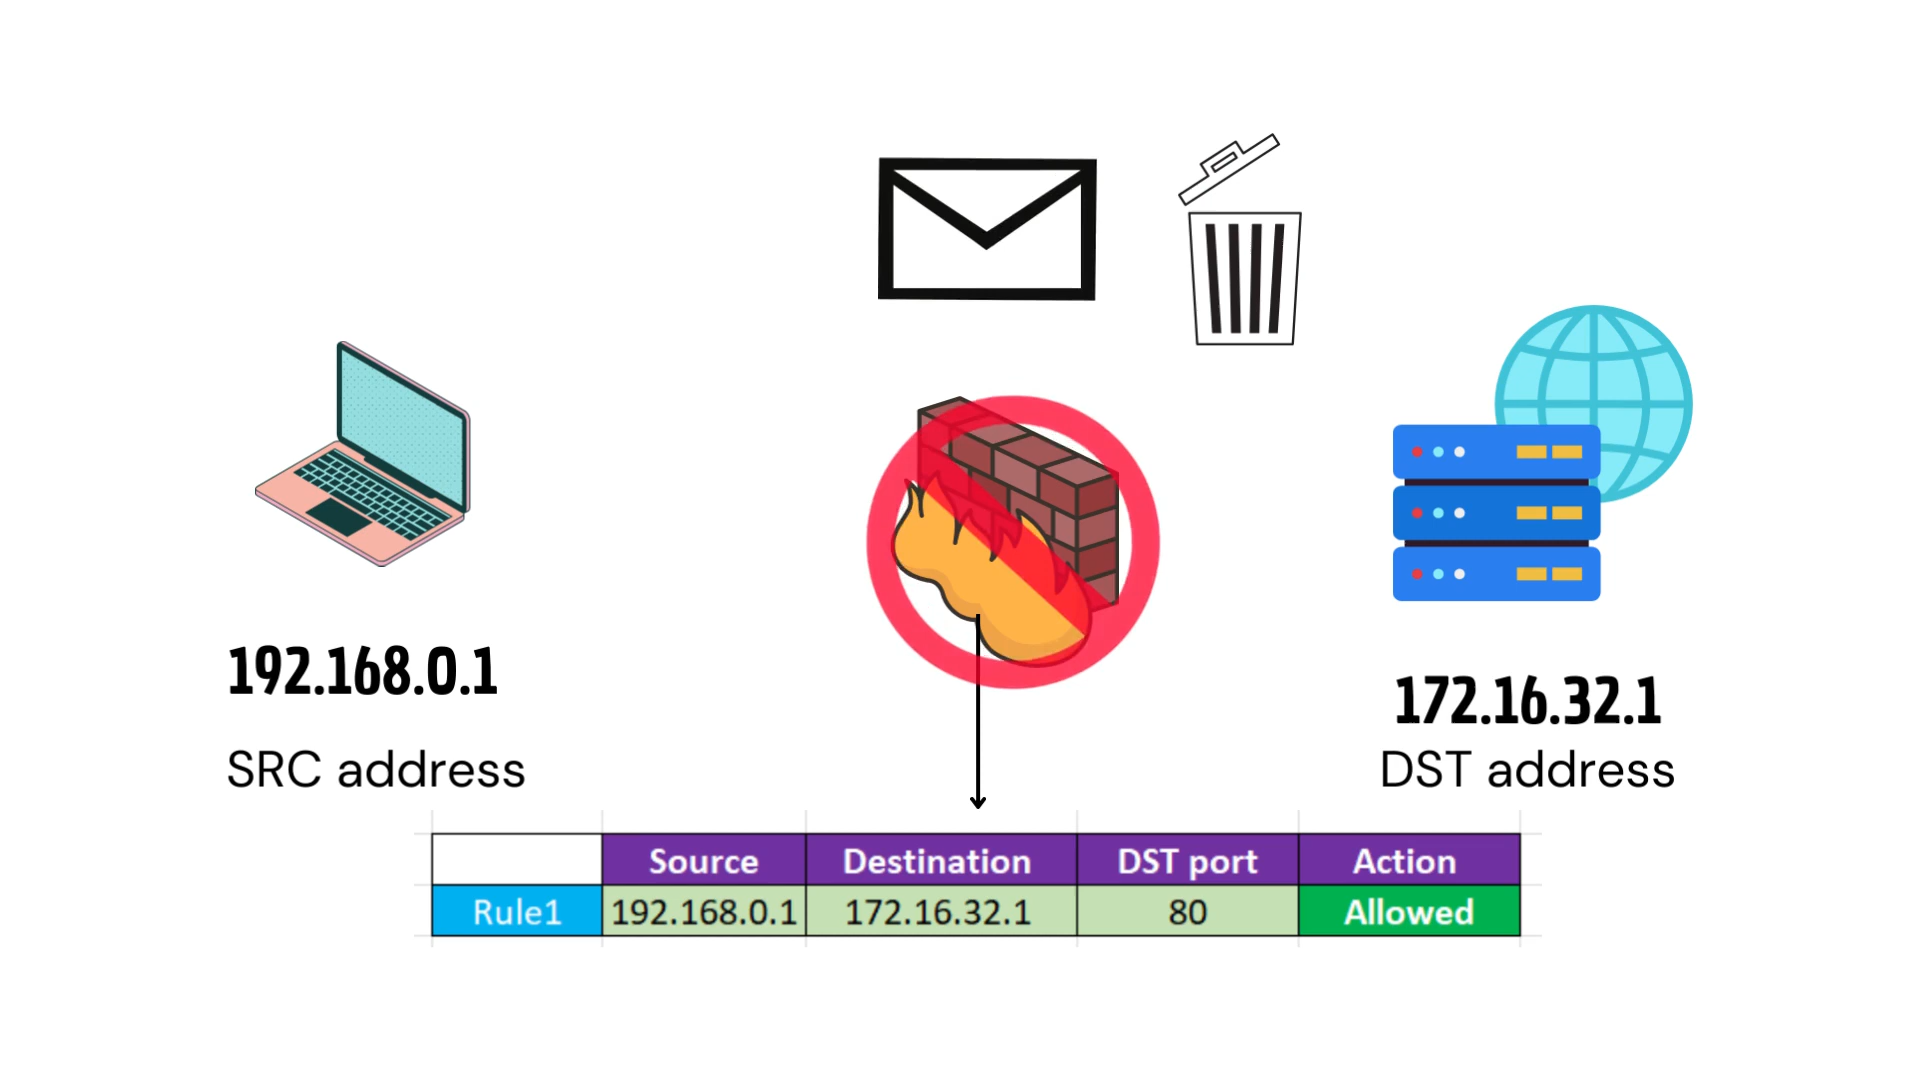 192.168.0.1
SRC address
172.16.32.1
DST address
Source Destination DST port Action
Rule1 192.168.0.1 172.16.32.1 80 Allowed